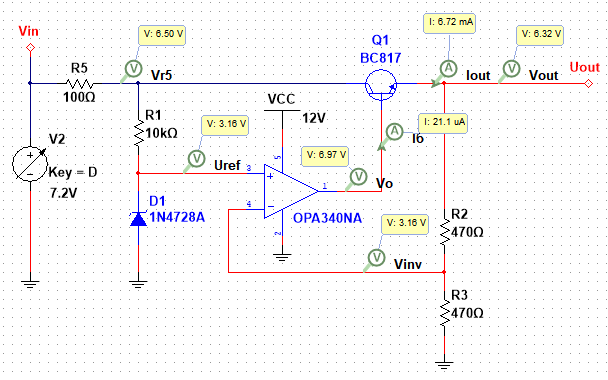 Vin
V: 6.50 V
R5
V
Vr5
100Ω
Q1
BC817
I: 6.72 mA
A
Iout
V: 6.32 V
V
Vout
Uout
V2
Key = D
7.2V
R1
10kΩ
V: 3.16 V
V
Uref
VCC
12V
A
I: 21.1 uA
Io
V: 6.97 V
V
Vo
3
5
1
4
2
+
−
OPA340NA
D1
1N4728A
V: 3.16 V
V
Vinv
R2
470Ω
R3
470Ω